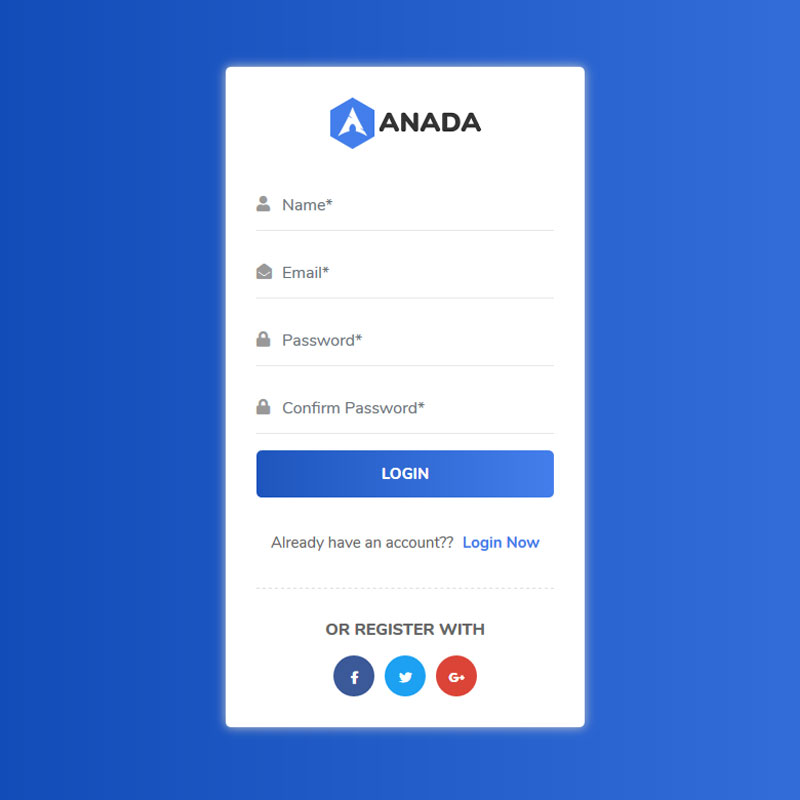 ANADA
Name*
Email*
Password*
Confirm Password*
LOGIN
Already have an account?? Login Now
OR REGISTER WITH
f
G+